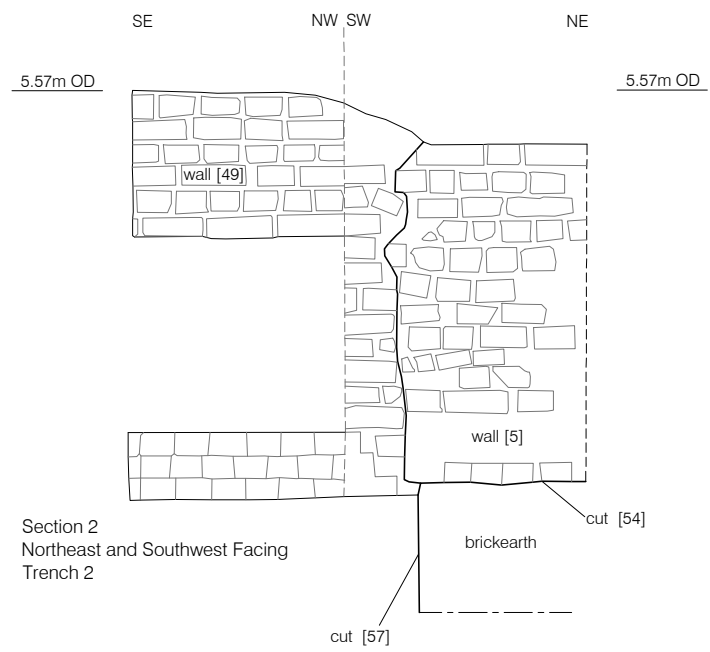 SE NW SW NE
5.57m OD 5.57m OD
wall [49]
wall [5]
cut [54]
Section 2
Northeast and Southwest Facing
Trench 2
brickearth
cut [57]